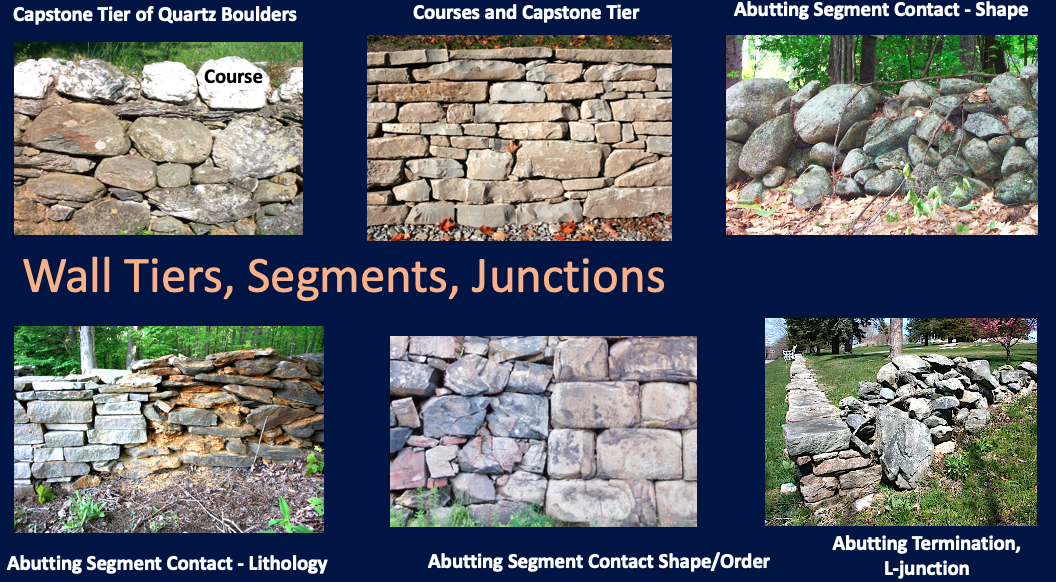 Capstone Tier of Quartz Boulders
Courses and Capstone Tier
Abutting Segment Contact - Shape
Course
Wall Tiers, Segments, Junctions
Abutting Segment Contact - Lithology
Abutting Segment Contact Shape/Order
Abutting Termination,
L-junction